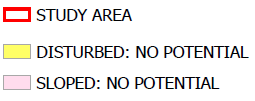 STUDY AREA
DISTURBED: NO POTENTIAL
SLOPED: NO POTENTIAL